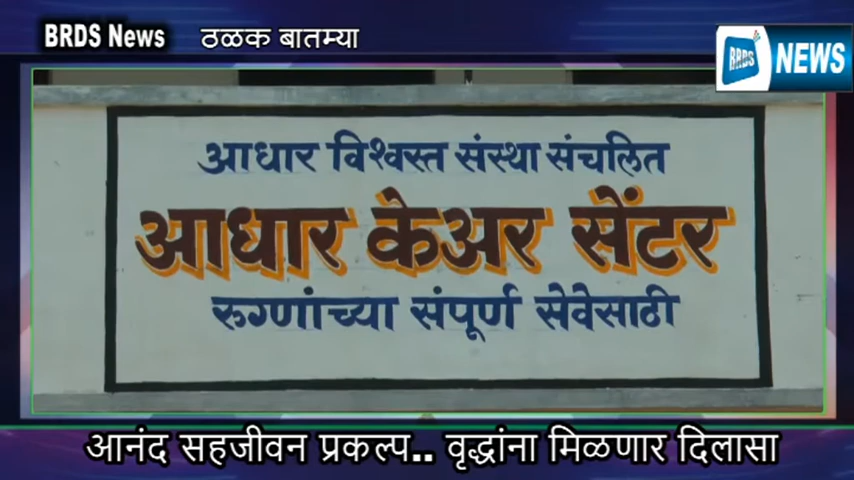 BRDS News ठळक बातम्या
BRDS NEWS
आधार विश्वस्त संस्था संचलित
आधार केअर सेंटर
रुग्णांच्या संपूर्ण सेवेसाठी
आनंद सहजीवन प्रकल्प.. वृद्धांना मिळणार दिलासा